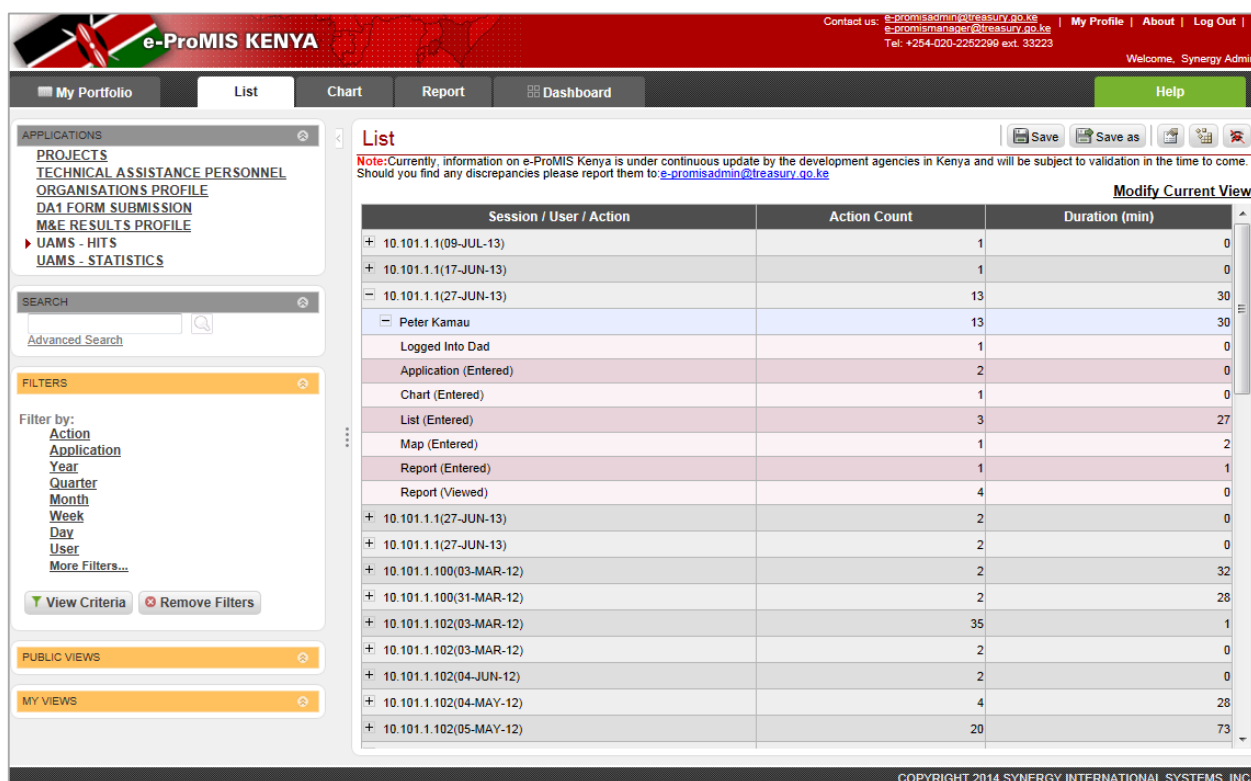 e-ProMIS KENYA
Contact us: e-promisadmin@treasury.go.ke | My Profile | About | Log Out |
e-promismanager@treasury.go.ke
Tel: +254-020-2252299 ext. 33223
Welcome, Synergy Admin
My Portfolio List Chart Report Dashboard Help
APPLICATIONS
PROJECTS
TECHNICAL ASSISTANCE PERSONNEL
ORGANISATIONS PROFILE
DA1 FORM SUBMISSION
M&E RESULTS PROFILE
UAMS - HITS
UAMS - STATISTICS
SEARCH
Advanced Search
FILTERS
Filter by:
Action
Application
Year
Quarter
Month
Week
Day
User
More Filters...
View Criteria Remove Filters
PUBLIC VIEWS
MY VIEWS
List
Save Save as
Note:Currently, information on e-ProMIS Kenya is under continuous update by the development agencies in Kenya and will be subject to validation in the time to come.
Should you find any discrepancies please report them to:e-promisadmin@treasury.go.ke
Modify Current View
Session / User / Action Action Count Duration (min)
10.101.1.1(09-JUL-13) 1 0
10.101.1.1(17-JUN-13) 1 0
10.101.1.1(27-JUN-13) 13 30
Peter Kamau 13 30
Logged Into Dad 1 0
Application (Entered) 2 0
Chart (Entered) 1 0
List (Entered) 3 27
Map (Entered) 1 2
Report (Entered) 1 1
Report (Viewed) 4 0
10.101.1.1(27-JUN-13) 2 0
10.101.1.1(27-JUN-13) 2 0
10.101.1.100(03-MAR-12) 2 32
10.101.1.100(31-MAR-12) 2 28
10.101.1.102(03-MAR-12) 35 1
10.101.1.102(03-MAR-12) 2 0
10.101.1.102(04-JUN-12) 2 0
10.101.1.102(04-MAY-12) 4 28
10.101.1.102(05-MAY-12) 20 73
COPYRIGHT 2014 SYNERGY INTERNATIONAL SYSTEMS, INC